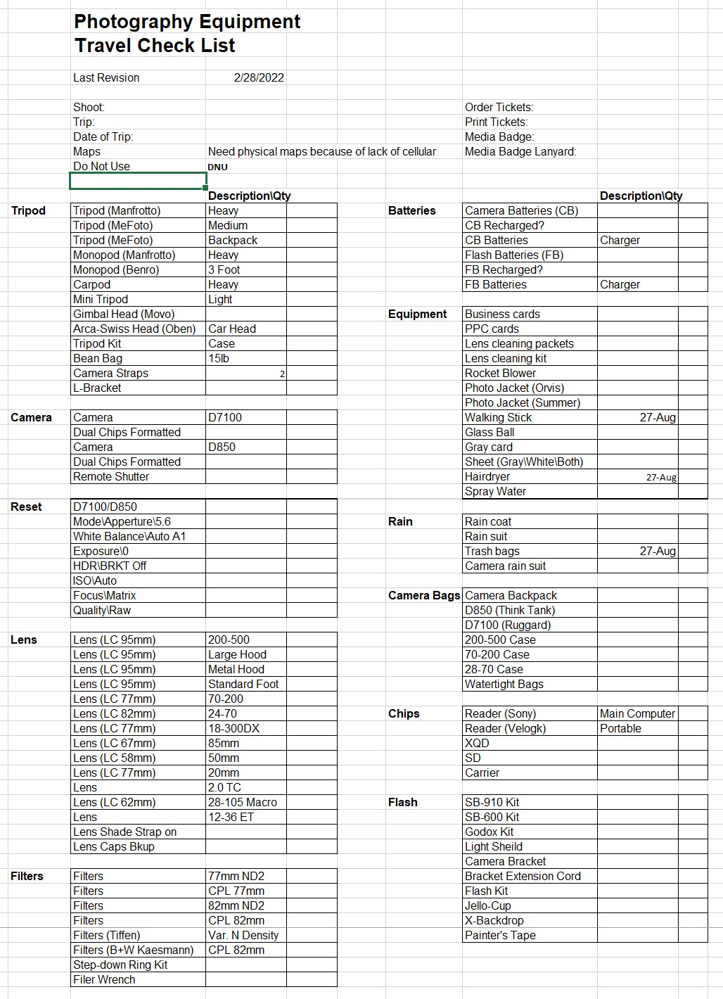 Photography Equipment
Travel Check List
Last Revision 2/28/2022
Shoot: Order Tickets:
Trip: Print Tickets:
Date of Trip: Media Badge:
Maps Need physical maps because of lack of cellular Media Badge Lanyard:
Do Not Use DNU
Description\Qty Description\Qty
Tripod Tripod (Manfrotto) Heavy Batteries Camera Batteries (CB)
Tripod (MeFoto) Medium CB Recharged?
Tripod (MeFoto) Backpack CB Batteries Charger
Monopod (Manfrotto) Heavy Flash Batteries (FB)
Monopod (Benro) 3 Foot FB Recharged?
Carpod Heavy FB Batteries Charger
Mini Tripod Light
Gimbal Head (Movo) Equipment Business cards
Arca-Swiss Head (Oben) Car Head PPC cards
Tripod Kit Case Lens cleaning packets
Bean Bag 15lb Lens cleaning kit
Camera Straps 2 Rocket Blower
L-Bracket Photo Jacket (Orvis)
Photo Jacket (Summer)
Camera Camera D7100 Walking Stick 27-Aug
Dual Chips Formatted Glass Ball
Camera D850 Gray card
Dual Chips Formatted Sheet (Gray\White\Both)
Remote Shutter Hairdryer 27-Aug
Spray Water
Reset D7100/D850
Mode\Apperture\5.6 Rain Rain coat
White Balance\Auto A1 Rain suit
Exposure\0 Trash bags 27-Aug
HDR\BRKT Off Camera rain suit
ISO\Auto
Focus\Matrix Camera Bags Camera Backpack
Quality\Raw D850 (Think Tank)
D7100 (Ruggard)
Lens Lens (LC 95mm) 200-500 200-500 Case
Lens (LC 95mm) Large Hood 70-200 Case
Lens (LC 95mm) Metal Hood 28-70 Case
Lens (LC 95mm) Standard Foot Watertight Bags
Lens (LC 77mm) 70-200
Lens (LC 82mm) 24-70 Chips Reader (Sony) Main Computer
Lens (LC 77mm) 18-300DX Reader (Velogk) Portable
Lens (LC 67mm) 85mm XQD
Lens (LC 58mm) 50mm SD
Lens (LC 77mm) 20mm Carrier
Lens 2.0 TC
Lens (LC 62mm) 28-105 Macro Flash SB-910 Kit
Lens 12-36 ET SB-600 Kit
Lens Shade Strap on Godox Kit
Lens Caps Bkup Light Sheild
Camera Bracket
Filters Filters 77mm ND2 Bracket Extension Cord
Filters CPL 77mm Flash Kit
Filters 82mm ND2 Jello-Cup
Filters CPL 82mm X-Backdrop
Filters (Tiffen) Var. N Density Painter's Tape
Filters (B+W Kaesmann) CPL 82mm
Step-down Ring Kit
Filer Wrench